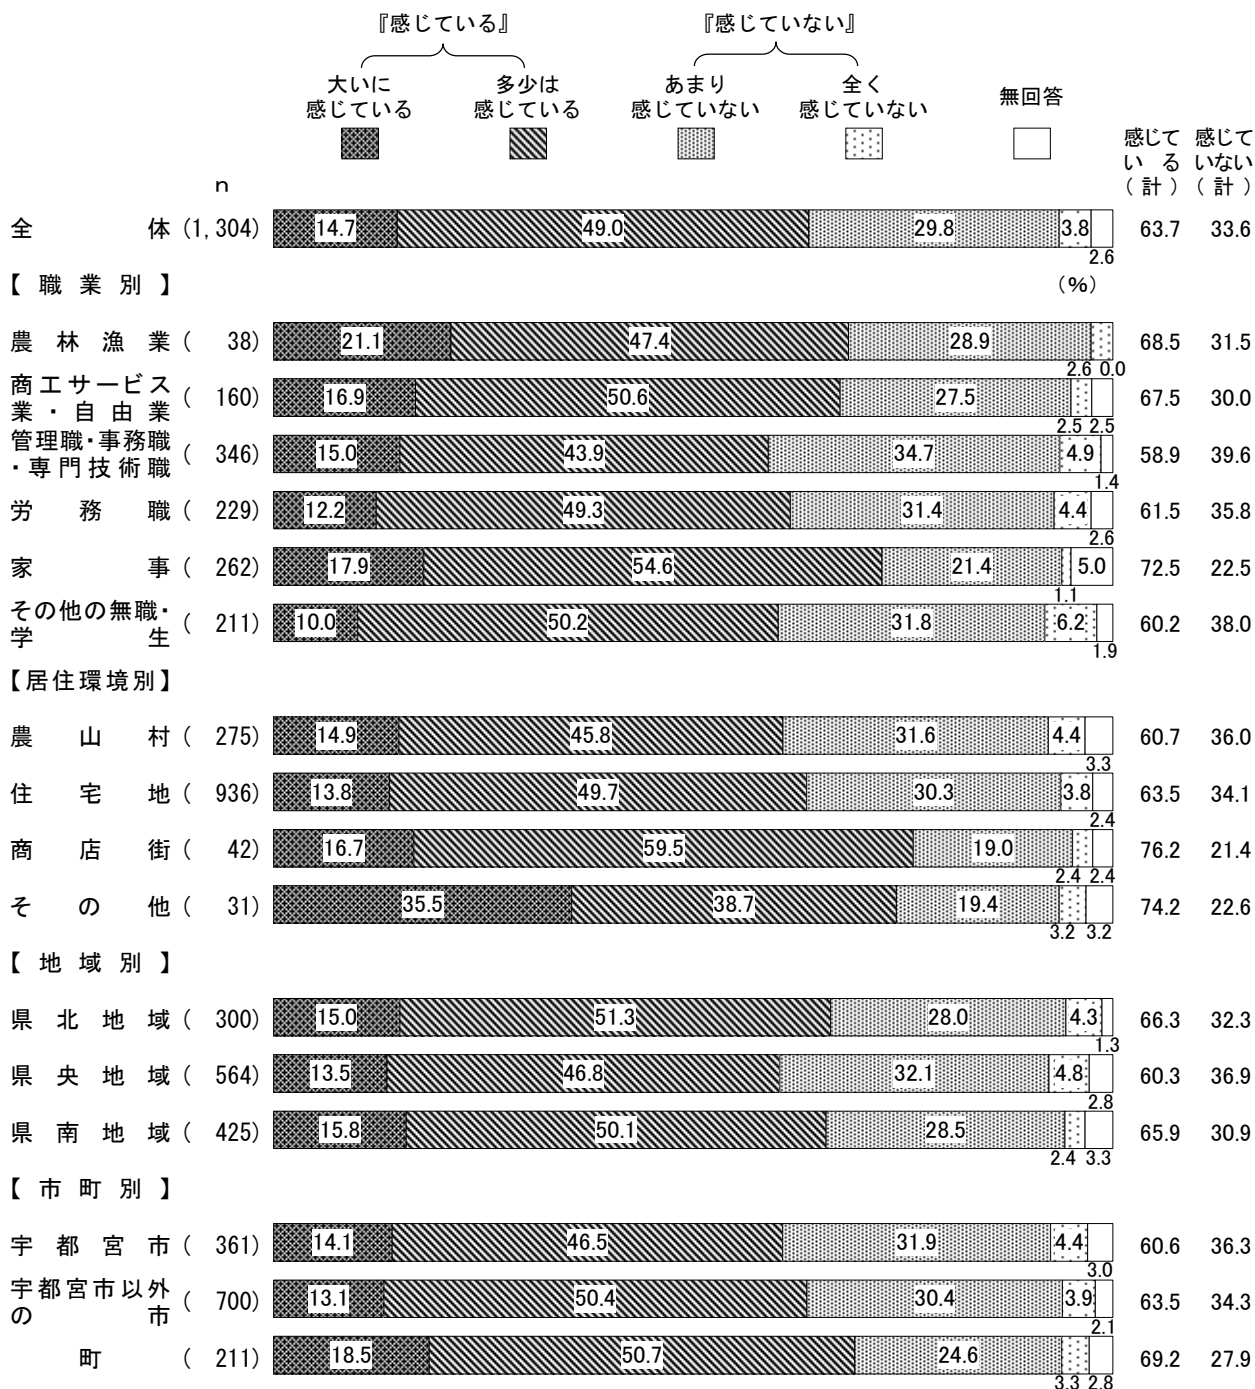 『感じている』 『感じていない』
大いに 多少は あまり 全く
感じている 感じている 感じていない 感じていない 無回答
感じて 感じて
い る いない
n （計） （計）
全 体 (1,304) 14.7 49.0 29.8 3.8 63.7 33.6
2.6
【 職 業 別 】 (%)
農 林 漁 業 ( 38) 21.1 47.4 28.9 68.5 31.5
2.6 0.0
商工サービス
業・自由業 ( 160) 16.9 50.6 27.5 67.5 30.0
2.5 2.5
管理職・事務職
・専門技術職 ( 346) 15.0 43.9 34.7 4.9 58.9 39.6
1.4
労 務 職 ( 229) 12.2 49.3 31.4 4.4 61.5 35.8
2.6
家 事 ( 262) 17.9 54.6 21.4 5.0 72.5 22.5
1.1
その他の無職・
学 生 ( 211) 10.0 50.2 31.8 6.2 60.2 38.0
1.9
【居住環境別】
農 山 村 ( 275) 14.9 45.8 31.6 4.4 60.7 36.0
3.3
住 宅 地 ( 936) 13.8 49.7 30.3 3.8 63.5 34.1
2.4
商 店 街 ( 42) 16.7 59.5 19.0 76.2 21.4
2.4 2.4
そ の 他 ( 31) 35.5 38.7 19.4 74.2 22.6
3.2 3.2
【 地 域 別 】
県 北 地 域 ( 300) 15.0 51.3 28.0 4.3 66.3 32.3
1.3
県 央 地 域 ( 564) 13.5 46.8 32.1 4.8 60.3 36.9
2.8
県 南 地 域 ( 425) 15.8 50.1 28.5 65.9 30.9
2.4 3.3
【 市 町 別 】
宇 都 宮 市 ( 361) 14.1 46.5 31.9 4.4 60.6 36.3
3.0
宇都宮市以外
の 市 ( 700) 13.1 50.4 30.4 3.9 63.5 34.3
2.1
町 ( 211) 18.5 50.7 24.6 69.2 27.9
3.3 2.8